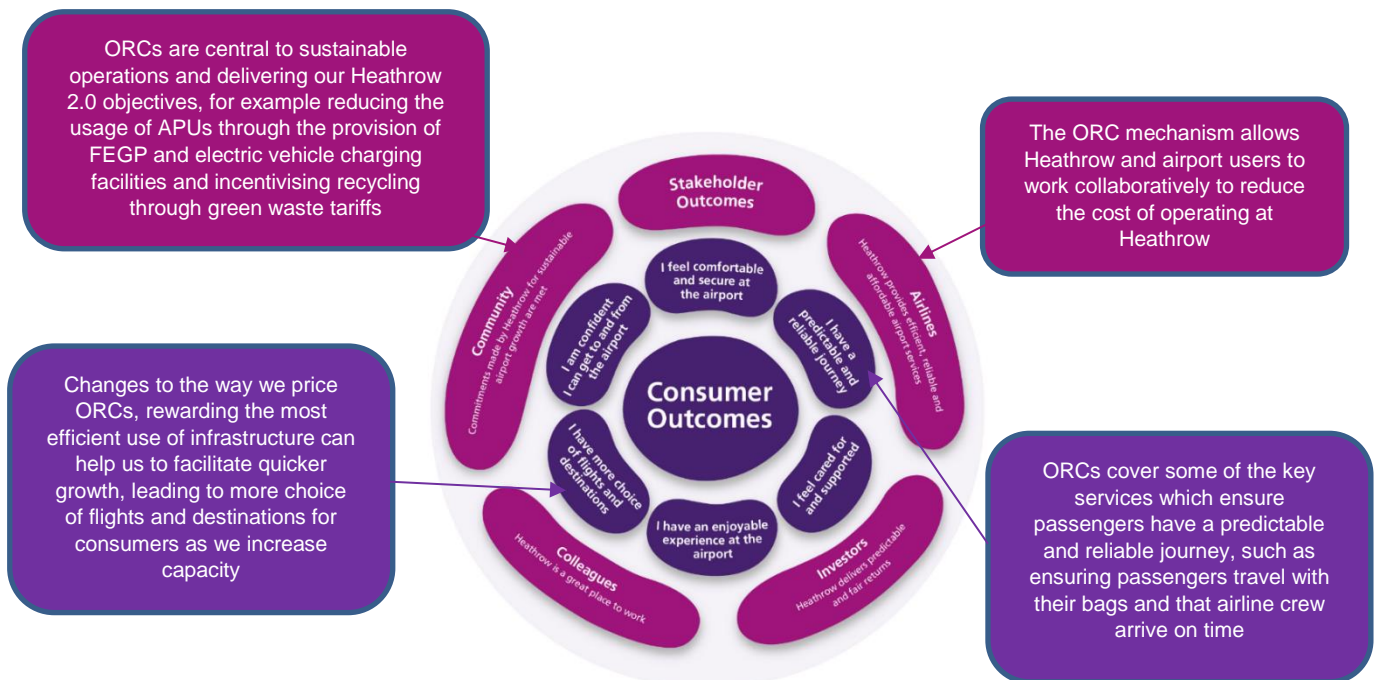 ORCs are central to sustainable
operations and delivering our Heathrow
2.0 objectives, for example reducing the
usage of APUs through the provision of
FEGP and electric vehicle charging
facilities and incentivising recycling
through green waste tariffs
The ORC mechanism allows
Heathrow and airport users to
work collaboratively to reduce
the cost of operating at
Heathrow
Stakeholder
Outcomes
Community
Commitments made by Heathrow for sustainable
airport growth are met
Airlines
Heathrow provides efficient, reliable and
affordable airport services
I feel comfortable
and secure at
the airport
I am confident
I can get to and from
the airport
I have a
predictable and
reliable journey
Consumer
Outcomes
I have more choice
of flights and
destinations
I feel cared for
and supported
I have an enjoyable
experience at the
airport
Colleagues
Heathrow is a great place to work
Investors
Heathrow delivers predictable
and fair returns
Changes to the way we price
ORCs, rewarding the most
efficient use of infrastructure can
help us to facilitate quicker
growth, leading to more choice
of flights and destinations for
consumers as we increase
capacity
ORCs cover some of the key
services which ensure
passengers have a predictable
and reliable journey, such as
ensuring passengers travel with
their bags and that airline crew
arrive on time